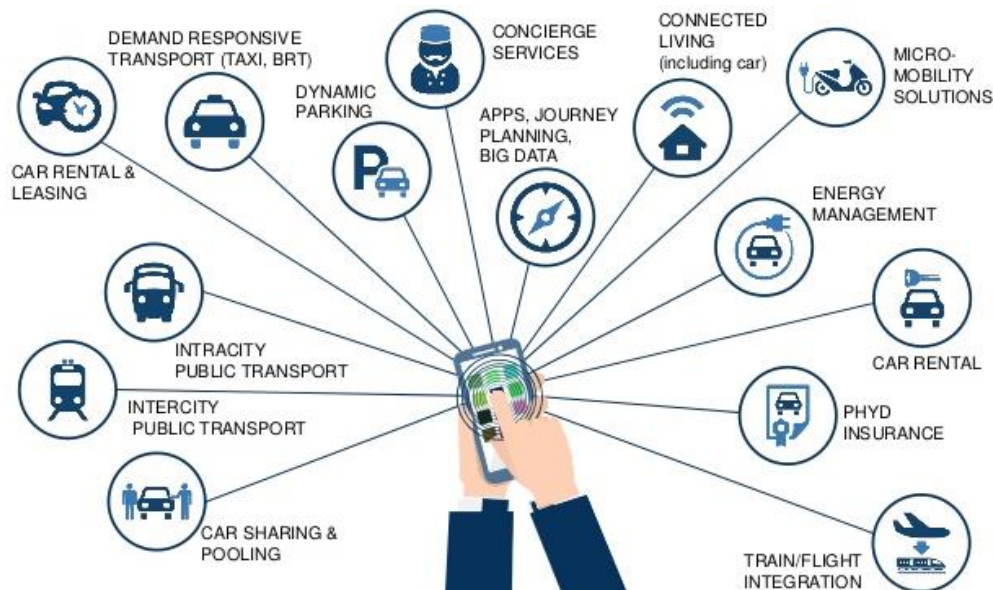 DEMAND RESPONSIVE
TRANSPORT (TAXI, BRT)
CONCIERGE
SERVICES
CONNECTED
LIVING
(including car)
MICRO-
MOBILITY
SOLUTIONS
DYNAMIC
PARKING
APPS, JOURNEY
PLANNING,
BIG DATA
CAR RENTAL &
LEASING
P
ENERGY
MANAGEMENT
INTRACITY
PUBLIC TRANSPORT
CAR RENTAL
INTERCITY
PUBLIC TRANSPORT
PHYD
INSURANCE
CAR SHARING &
POOLING
TRAIN/FLIGHT
INTEGRATION